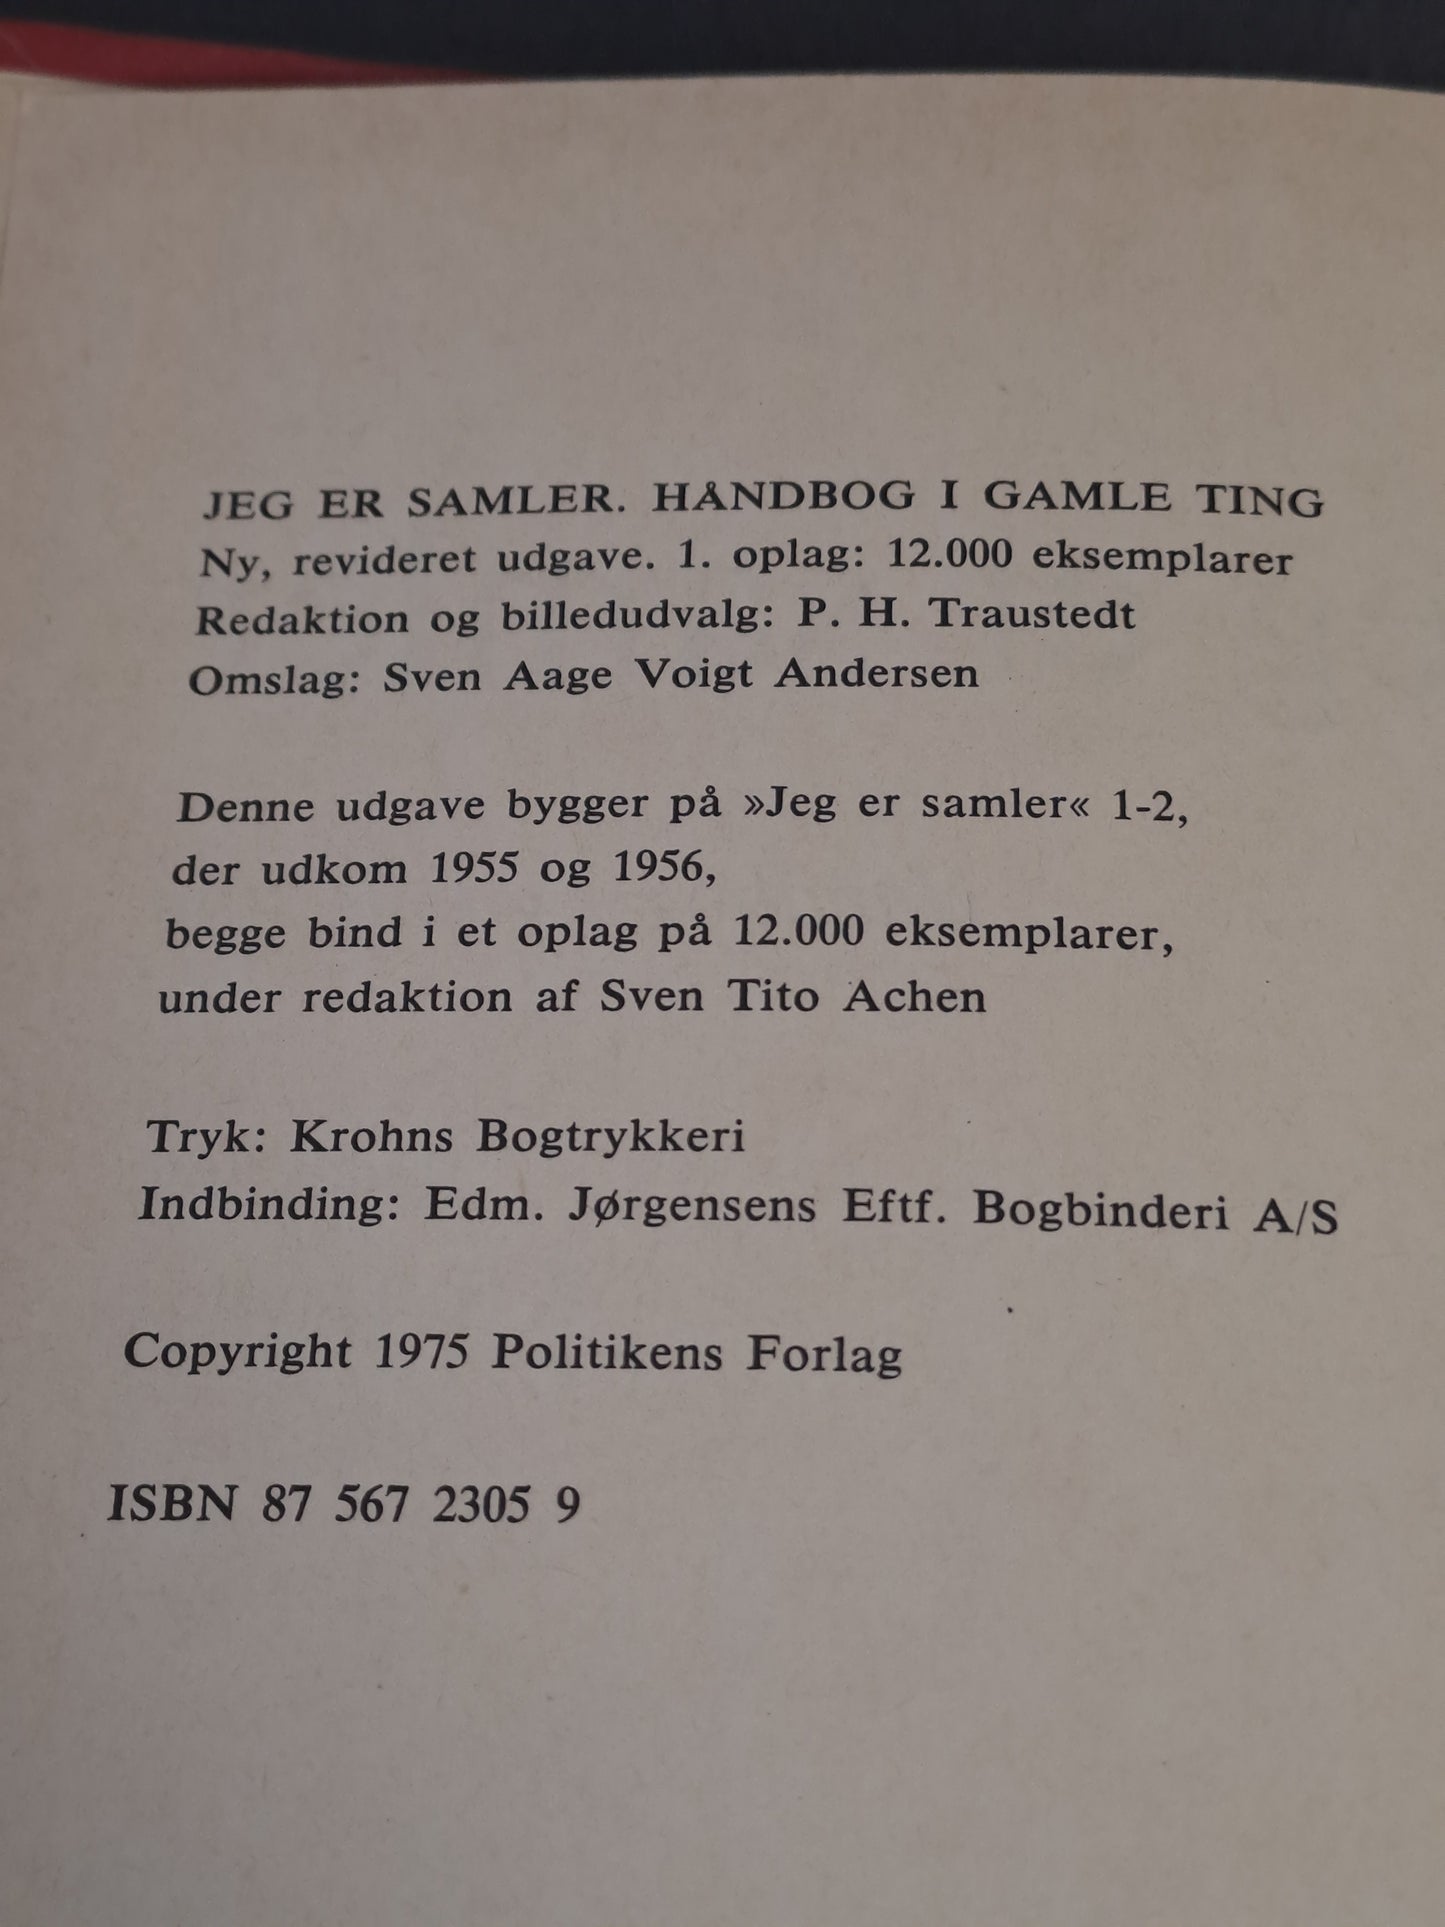 JEG ER SAMLER. HÅNDBOG I GAMLE TING
Ny, revideret udgave. 1. oplag: 12.000 eksemplarer
Redaktion og billedudvalg: P. H. Traustedt
Omslag: Sven Aage Voigt Andersen
Denne udgave bygger på »Jeg er samler« 1-2,
der udkom 1955 og 1956,
begge bind i et oplag på 12.000 eksemplarer,
under redaktion af Sven Tito Achen
Tryk: Krohns Bogtrykkeri
Indbinding: Edm. Jørgensens Eftf. Bogbinderi A/S
Copyright 1975 Politikens Forlag
ISBN 87 567 2305 9